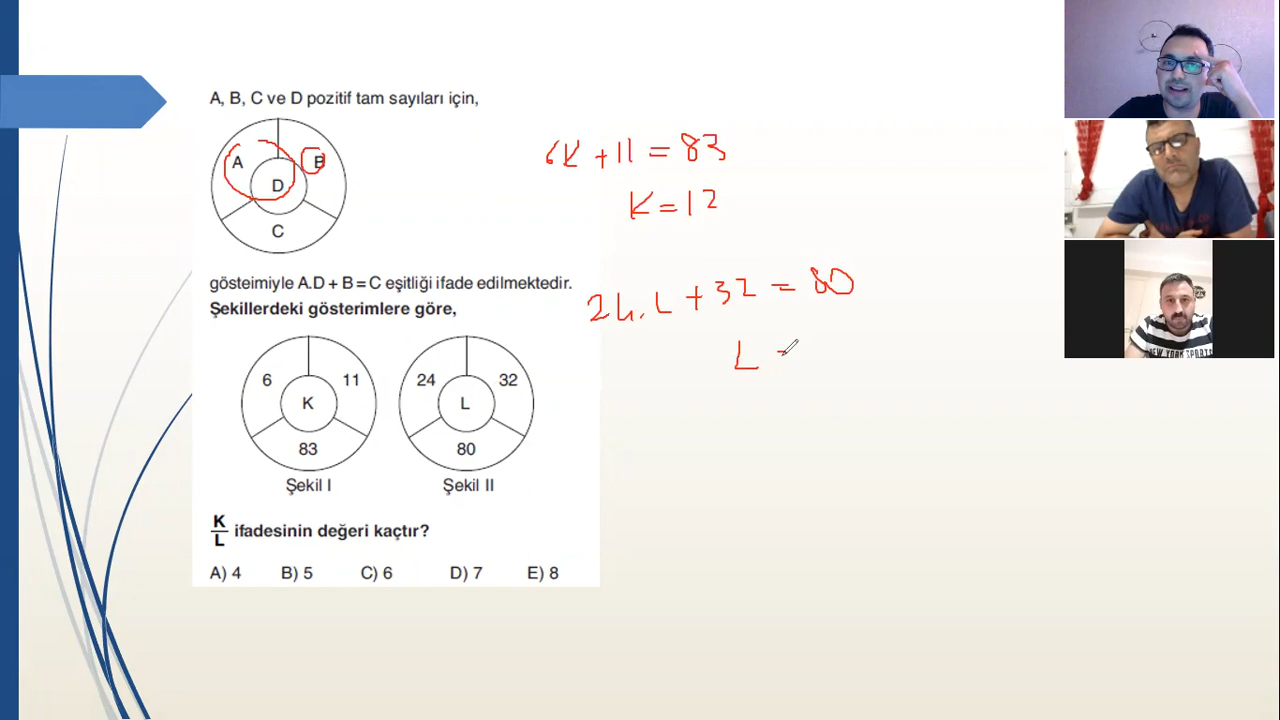 A, B, C ve D pozitif tam sayıları için,
A
B
D
C
gösteimiyle A.D + B = C eşitliği ifade edilmektedir.
Şekillerdeki gösterimlere göre,
6
11
K
83
Şekil I
24
32
L
80
Şekil II
K
L
ifadesinin değeri kaçtır?
A) 4 B) 5 C) 6 D) 7 E) 8
6K + 11 = 83
K = 12
24.L + 32 = 80
L =
NEW YORK SPORTS